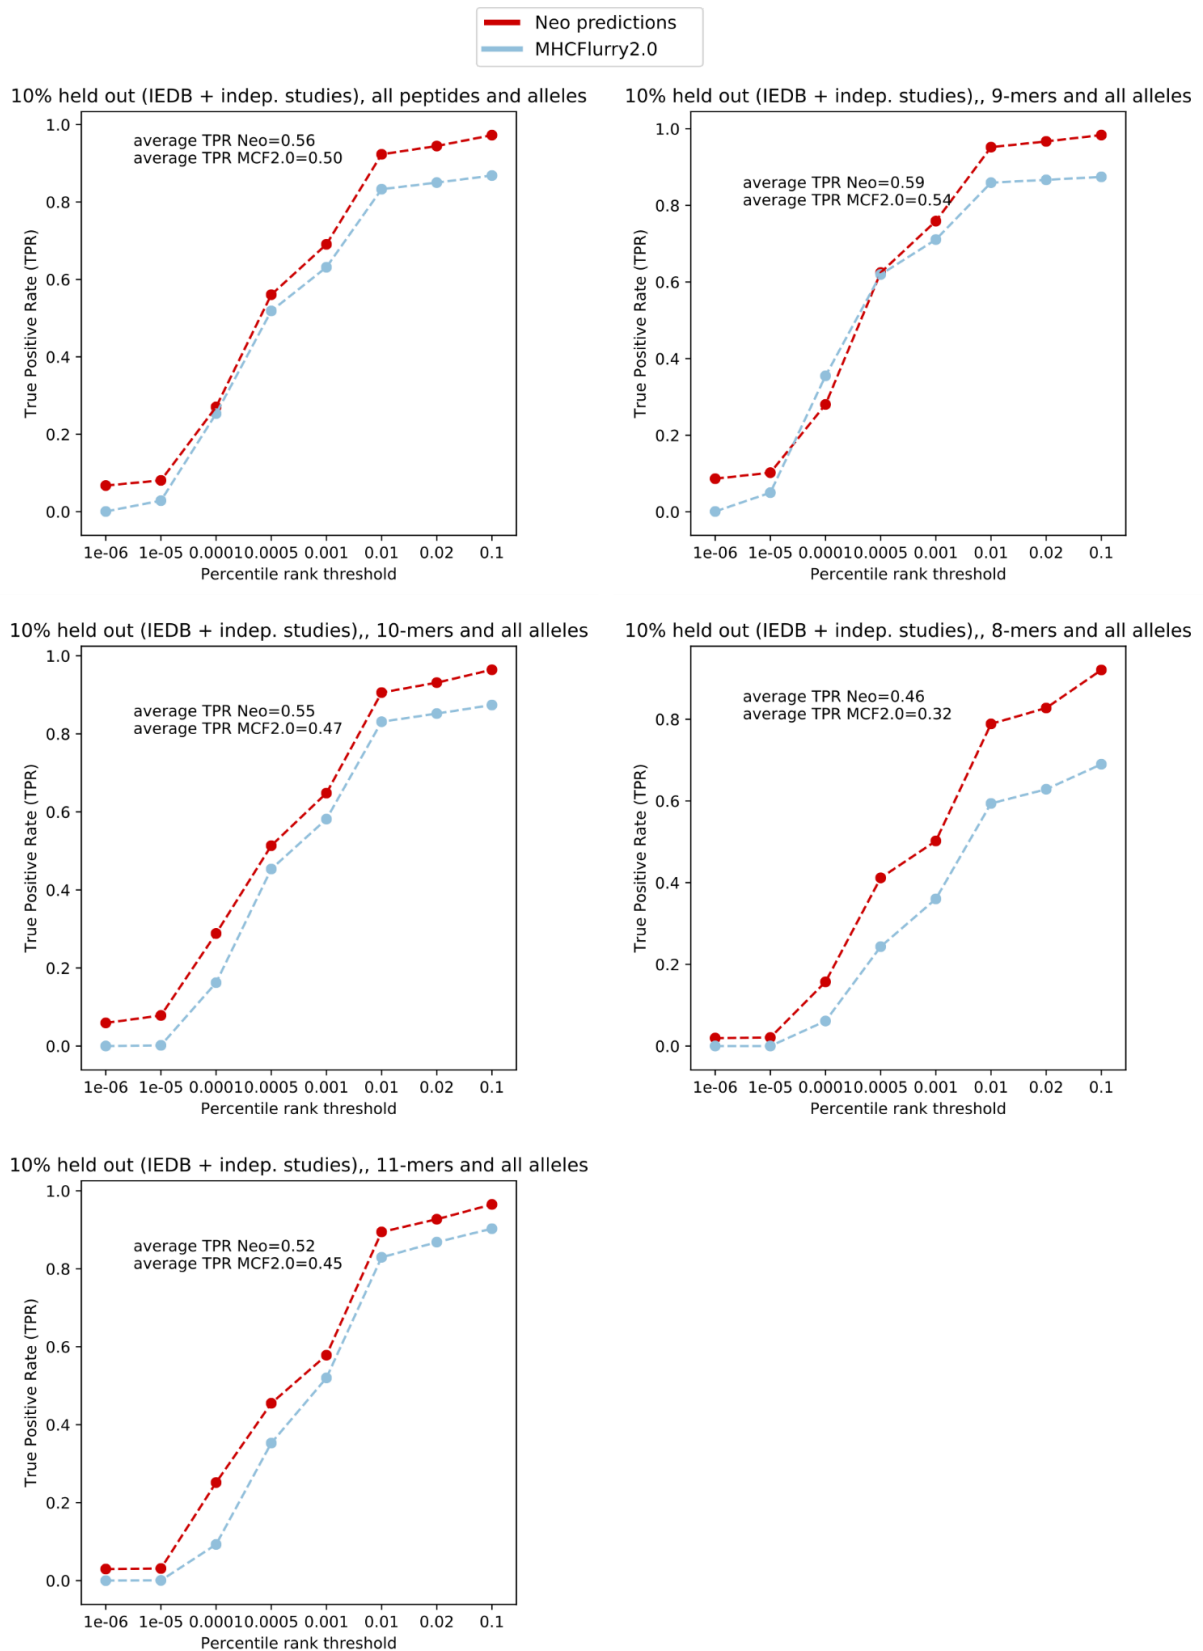 Neo predictions
MHCFlurry2.0
10% held out (IEDB + indep. studies), all peptides and alleles
average TPR Neo=0.56
average TPR MCF2.0=0.50
True Positive Rate (TPR)
1.0
0.8
0.6
0.4
0.2
0.0
1e-06 1e-05 0.0001 0.0005 0.001 0.01 0.02 0.1
Percentile rank threshold
10% held out (IEDB + indep. studies),, 9-mers and all alleles
average TPR Neo=0.59
average TPR MCF2.0=0.54
True Positive Rate (TPR)
1.0
0.8
0.6
0.4
0.2
0.0
1e-06 1e-05 0.0001 0.0005 0.001 0.01 0.02 0.1
Percentile rank threshold
10% held out (IEDB + indep. studies),, 10-mers and all alleles
average TPR Neo=0.55
average TPR MCF2.0=0.47
True Positive Rate (TPR)
1.0
0.8
0.6
0.4
0.2
0.0
1e-06 1e-05 0.0001 0.0005 0.001 0.01 0.02 0.1
Percentile rank threshold
10% held out (IEDB + indep. studies),, 8-mers and all alleles
average TPR Neo=0.46
average TPR MCF2.0=0.32
True Positive Rate (TPR)
0.8
0.6
0.4
0.2
0.0
1e-06 1e-05 0.0001 0.0005 0.001 0.01 0.02 0.1
Percentile rank threshold
10% held out (IEDB + indep. studies),, 11-mers and all alleles
average TPR Neo=0.52
average TPR MCF2.0=0.45
True Positive Rate (TPR)
1.0
0.8
0.6
0.4
0.2
0.0
1e-06 1e-05 0.0001 0.0005 0.001 0.01 0.02 0.1
Percentile rank threshold